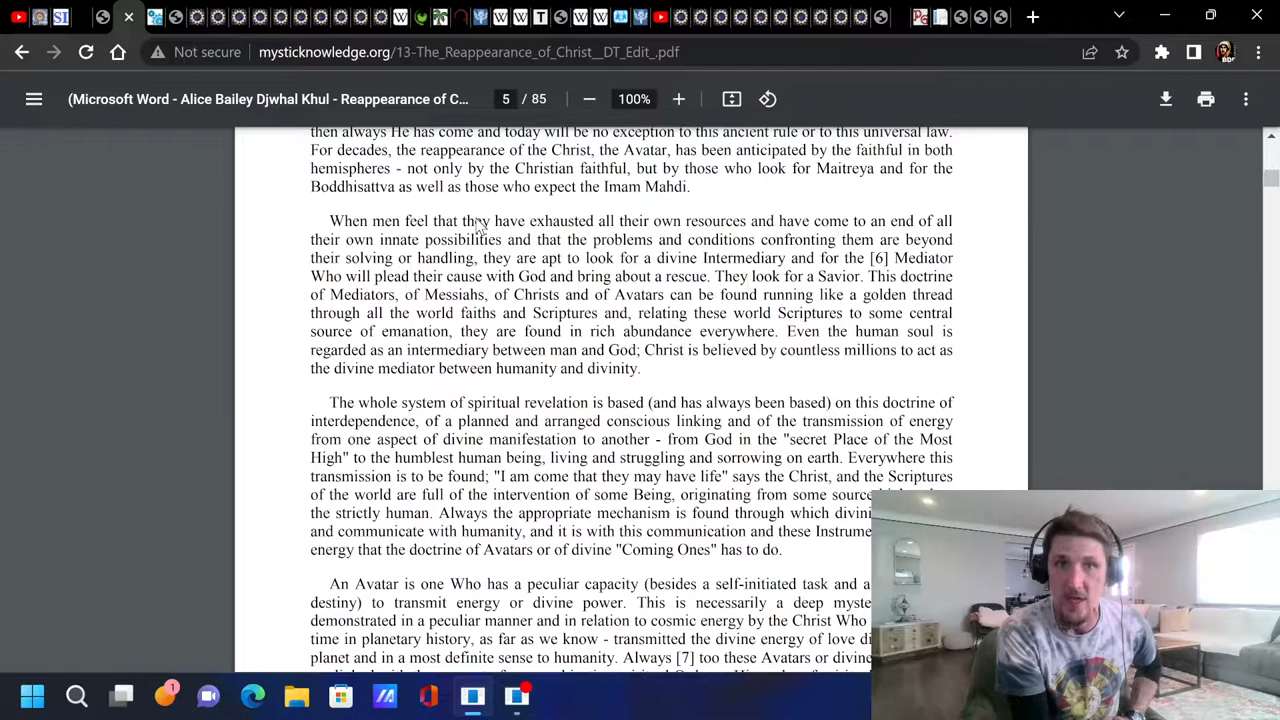 Not secure
mysticknowledge.org/13-The_Reappearance_of_Christ__DT_Edit_.pdf
(Microsoft Word - Alice Bailey Djwhal Khul - Reappearance of C...
5 / 85
100%
then always He has come and today will be no exception to this ancient rule or to this universal law.
For decades, the reappearance of the Christ, the Avatar, has been anticipated by the faithful in both
hemispheres - not only by the Christian faithful, but by those who look for Maitreya and for the
Boddhisattva as well as those who expect the Imam Mahdi.
When men feel that they have exhausted all their own resources and have come to an end of all
their own innate possibilities and that the problems and conditions confronting them are beyond
their solving or handling, they are apt to look for a divine Intermediary and for the [6] Mediator
Who will plead their cause with God and bring about a rescue. They look for a Savior. This doctrine
of Mediators, of Messiahs, of Christs and of Avatars can be found running like a golden thread
through all the world faiths and Scriptures and, relating these world Scriptures to some central
source of emanation, they are found in rich abundance everywhere. Even the human soul is
regarded as an intermediary between man and God; Christ is believed by countless millions to act as
the divine mediator between humanity and divinity.
The whole system of spiritual revelation is based (and has always been based) on this doctrine of
interdependence, of a planned and arranged conscious linking and of the transmission of energy
from one aspect of divine manifestation to another - from God in the "secret Place of the Most
High" to the humblest human being, living and struggling and sorrowing on earth. Everywhere this
transmission is to be found; "I am come that they may have life" says the Christ, and the Scriptures
of the world are full of the intervention of some Being, originating from some source
the strictly human. Always the appropriate mechanism is found through which
and communicate with humanity, and it is with this communication and these
energy that the doctrine of Avatars or of divine "Coming Ones" has to do.
An Avatar is one Who has a peculiar capacity (besides a self-initiated task and a
destiny) to transmit energy or divine power. This is necessarily a deep
demonstrated in a peculiar manner and in relation to cosmic energy by the Christ Who
time in planetary history, as far as we know - transmitted the divine energy of love
planet and in a most definite sense to humanity. Always [7] too these Avatars or divine